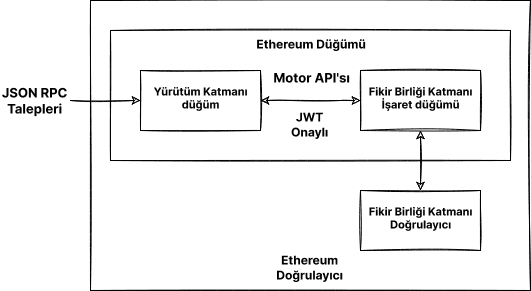 Ethereum Düğümü
JSON RPC
Talepleri
Yürütüm Katmanı
düğüm
Motor API'sı
JWT
Onaylı
Fikir Birliği Katmanı
İşaret düğümü
Fikir Birliği Katmanı
Doğrulayıcı
Ethereum
Doğrulayıcı